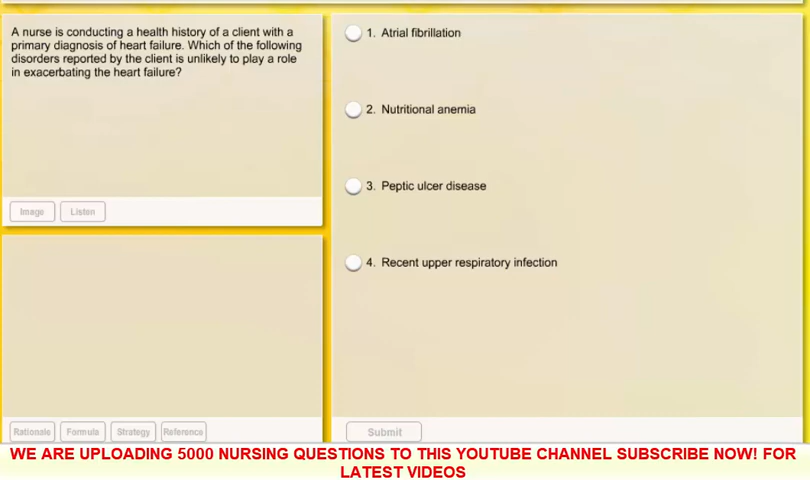 A nurse is conducting a health history of a client with a
primary diagnosis of heart failure. Which of the following
disorders reported by the client is unlikely to play a role
in exacerbating the heart failure?
Image
Listen
1. Atrial fibrillation
2. Nutritional anemia
3. Peptic ulcer disease
4. Recent upper respiratory infection
Rationale
Formula
Strategy
Reference
Submit
WE ARE UPLOADING 5000 NURSING QUESTIONS TO THIS YOUTUBE CHANNEL SUBSCRIBE NOW! FOR
LATEST VIDEOS